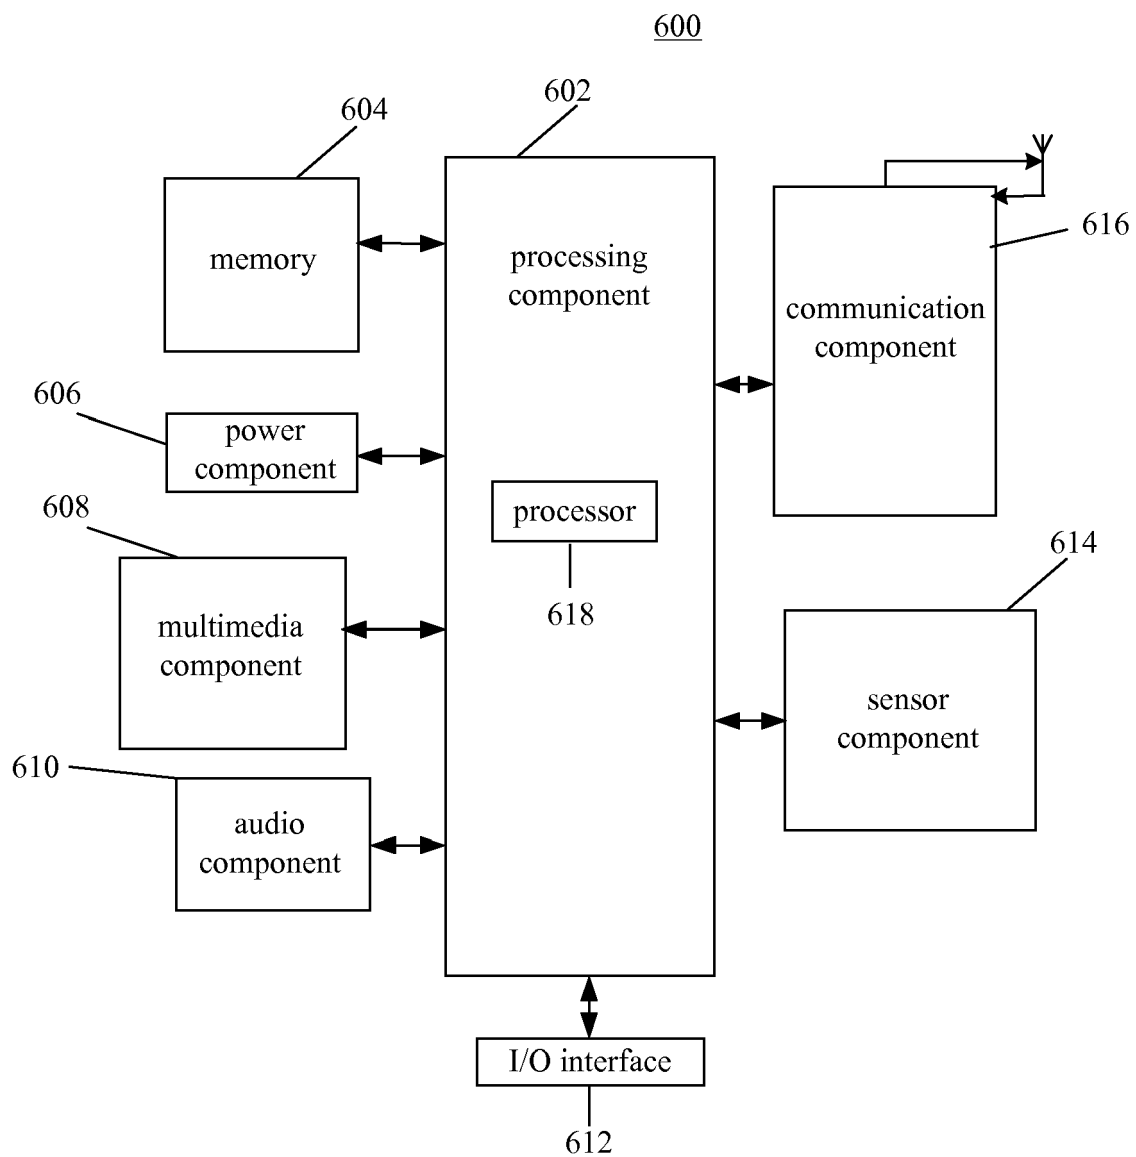 600
602
604
616
memory
processing
component
communication
component
606
power
component
608
processor
618
614
multimedia
component
sensor
component
610
audio
component
I/O interface
612